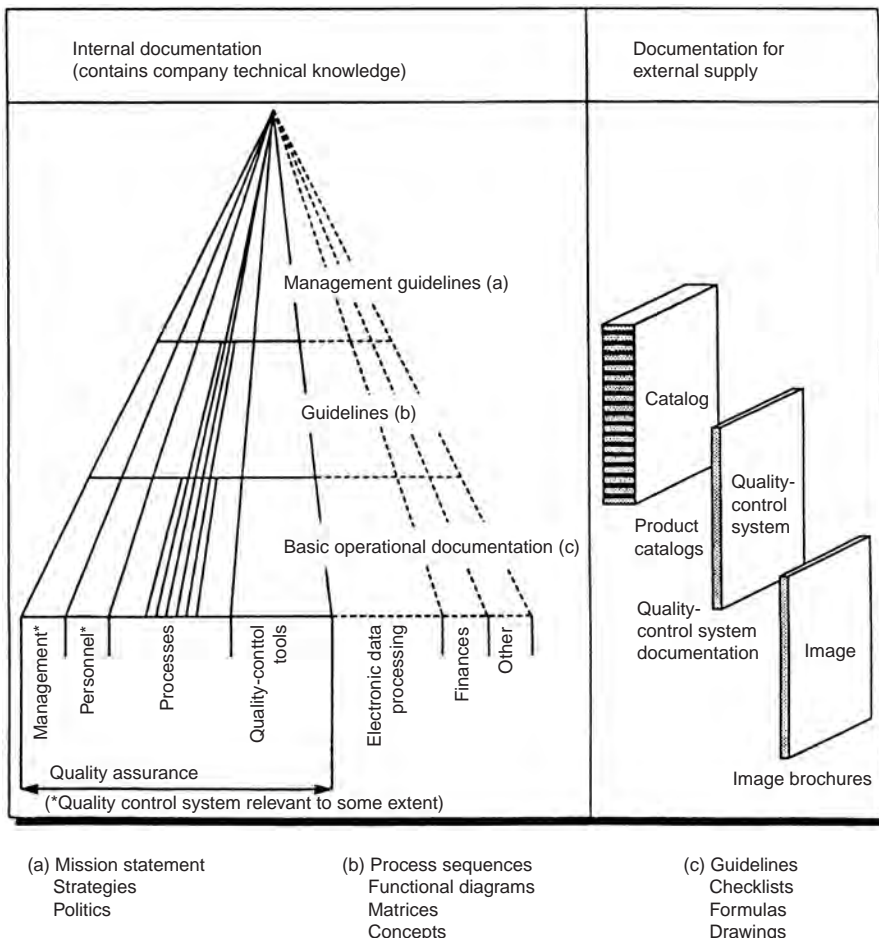 Internal documentation
(contains company technical knowledge)
Documentation for
external supply
Management guidelines (a)
Guidelines (b)
Basic operational documentation (c)
Management*
Personnel*
Processes
Quality-conttol
tools
Electronic data
processing
Finances
Other
Quality assurance
(*Quality control system relevant to some extent)
Catalog
Product
catalogs
Quality-
control
system
Quality-
control system
documentation
Image
Image brochures
(a) Mission statement
Strategies
Politics
(b) Process sequences
Functional diagrams
Matrices
Concepts
(c) Guidelines
Checklists
Formulas
Drawings